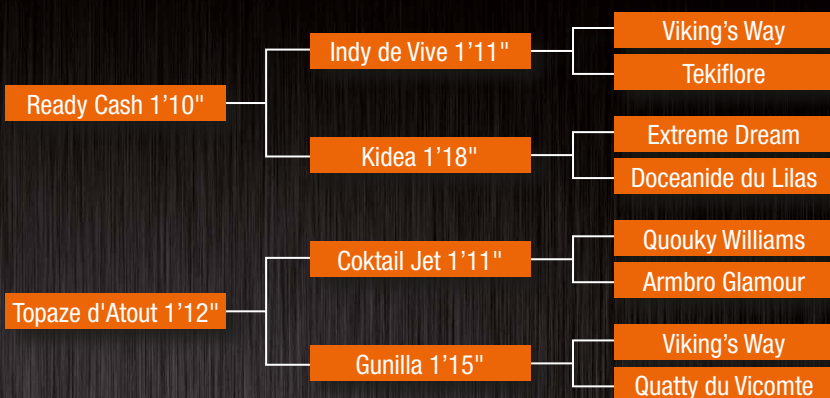 Viking’s Way
Indy de Vive 1’11"
Tekiflore
Ready Cash 1’10"
Extreme Dream
Kidea 1’18"
Doceanide du Lilas
Quouky Williams
Coktail Jet 1’11"
Armbro Glamour
Topaze d'Atout 1’12"
Viking’s Way
Gunilla 1’15"
Quatty du Vicomte